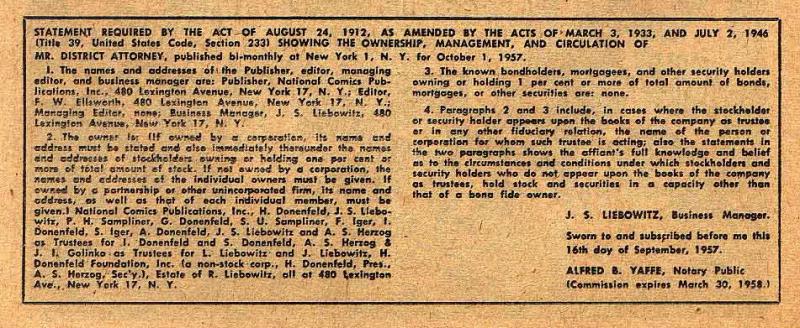 STATEMENT REQUIRED BY THE ACT OF AUGUST 24, 1912, AS AMENDED BY THE ACTS OF MARCH 3, 1933, AND JULY 2, 1946
(Title 39, United States Code, Section 233) SHOWING THE OWNERSHIP, MANAGEMENT, AND CIRCULATION OF
MR. DISTRICT ATTORNEY, published bi-monthly at New York 1, N. Y. for October 1, 1957.
1. The names and addresses of the Publisher, editor, managing
editor, and business manager are: Publisher, National Comics Pub-
lications, Inc., 480 Lexington Avenue, New York 17, N. Y.; Editor,
F. W. Ellsworth, 480 Lexington Avenue, New York 17, N. Y.;
Managing Editor, none; Business Manager, J. S. Liebowitz, 480
Lexington Avenue, New York 17, N. Y.
2. The owner is: (If owned by a corporation, its name and
address must be stated and also immediately thereunder the names
and addresses of stockholders owning or holding one per cent or
more of total amount of stock. If not owned by a corporation, the
names and addresses of the individual owners must be given. If
owned by a partnership or other unincorporated firm, its name and
address, as well as that of each individual member, must be
given.) National Comics Publications, Inc., H. Donenfeld, J. S. Liebo-
witz, P. H. Sampliner, G. Donenfeld, S. U. Sampliner, F. Iger, I.
Donenfeld, S. Iger, A. Donenfeld, J. S. Liebowitz and A. S. Herzog
as Trustees for I. Donenfeld and S. Donenfeld, A. S. Herzog &
J. I. Golinko as Trustees for L. Liebowitz and J. Liebowitz, H.
Donenfeld Foundation, Inc. (a non-stock corp., H. Donenfeld, Pres.,
A. S. Herzog, Sec'y.), Estate of R. Liebowitz, all at 480 Lexington
Ave., New York 17, N. Y.
3. The known bondholders, mortgagees, and other security holders
owning or holding 1 per cent or more of total amount of bonds,
mortgages, or other securities are: none.
4. Paragraphs 2 and 3 include, in cases where the stockholder
or security holder appears upon the books of the company as trustee
or in any other fiduciary relation, the name of the person or
corporation for whom such trustee is acting; also the statements in
the two paragraphs shows the affiant's full knowledge and belief
as to the circumstances and conditions under which stockholders and
security holders who do not appear upon the books of the company
as trustees, hold stock and securities in a capacity other than
that of a bona fide owner.
J. S. LIEBOWITZ, Business Manager.
Sworn to and subscribed before me this
16th day of September, 1957.
ALFRED B. YAFFE, Notary Public
(Commission expires March 30, 1958.)